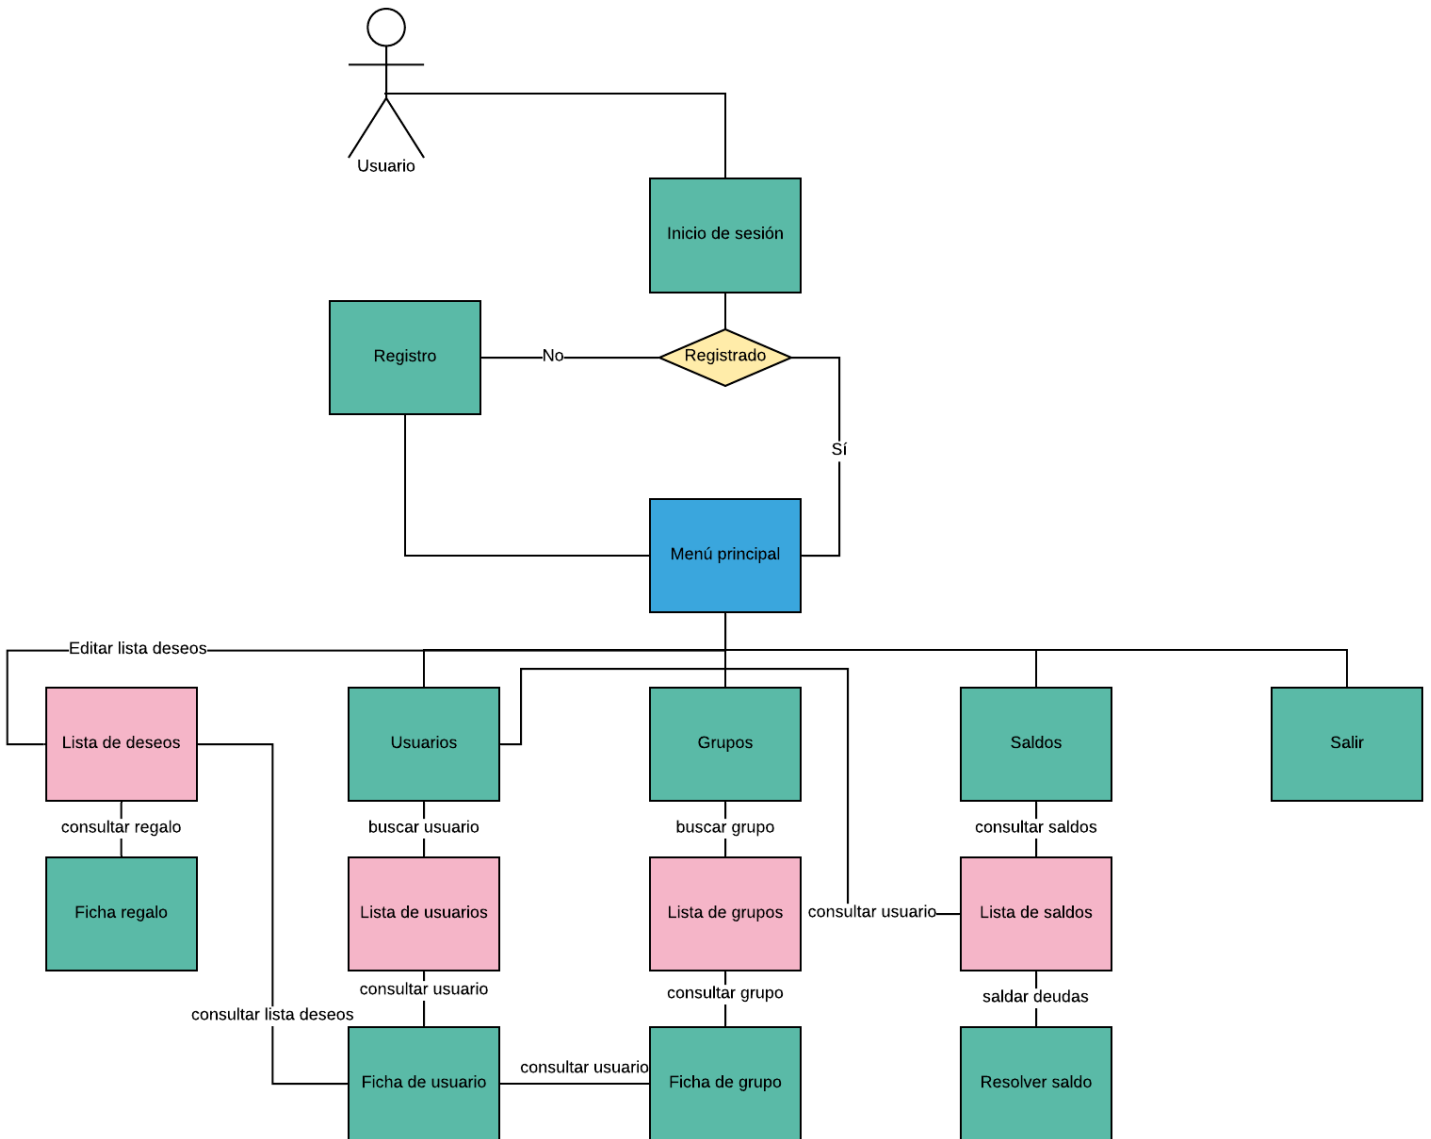 Usuario
Inicio de sesión
Registro
No
Registrado
Sí
Menú principal
Editar lista deseos
Lista de deseos
Usuarios
Grupos
Saldos
Salir
consultar regalo
buscar usuario
buscar grupo
consultar saldos
Ficha regalo
Lista de usuarios
Lista de grupos
consultar usuario
Lista de saldos
consultar lista deseos
consultar usuario
consultar grupo
saldar deudas
Ficha de usuario
consultar usuario
Ficha de grupo
Resolver saldo